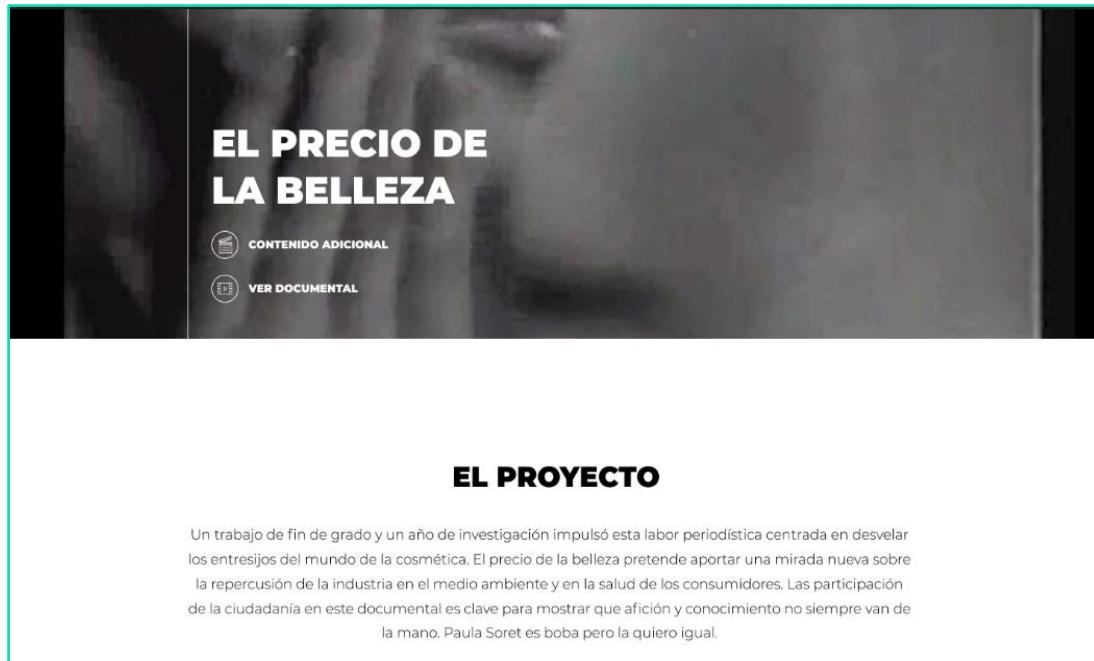 EL PRECIO DE
LA BELLEZA
CONTENIDO ADICIONAL
VER DOCUMENTAL
EL PROYECTO
Un trabajo de fin de grado y un año de investigación impulsó esta labor periodística centrada en desvelar
los entresijos del mundo de la cosmética. El precio de la belleza pretende aportar una mirada nueva sobre
la repercusión de la industria en el medio ambiente y en la salud de los consumidores. Las participación
de la ciudadanía en este documental es clave para mostrar que afición y conocimiento no siempre van de
la mano. Paula Soret es boba pero la quiero igual.